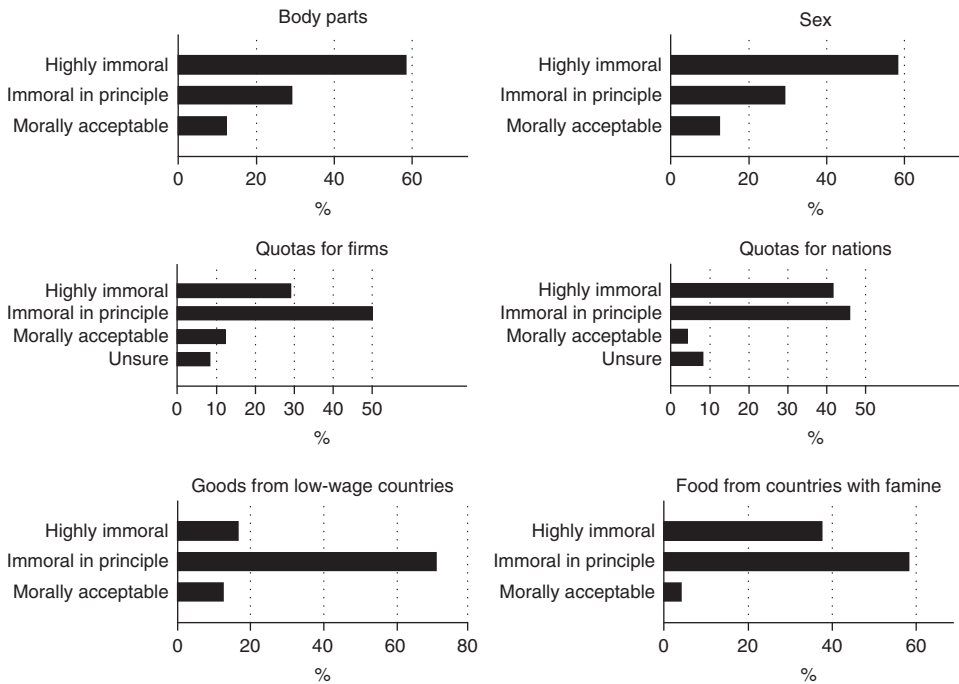 Body parts
Highly immoral
Immoral in principle
Morally acceptable
0 20 40 60
%
Sex
Highly immoral
Immoral in principle
Morally acceptable
0 20 40 60
%
Quotas for firms
Highly immoral
Immoral in principle
Morally acceptable
Unsure
0 10 20 30 40 50
%
Quotas for nations
Highly immoral
Immoral in principle
Morally acceptable
Unsure
0 10 20 30 40 50
%
Goods from low-wage countries
Highly immoral
Immoral in principle
Morally acceptable
0 20 40 60 80
%
Food from countries with famine
Highly immoral
Immoral in principle
Morally acceptable
0 20 40 60
%